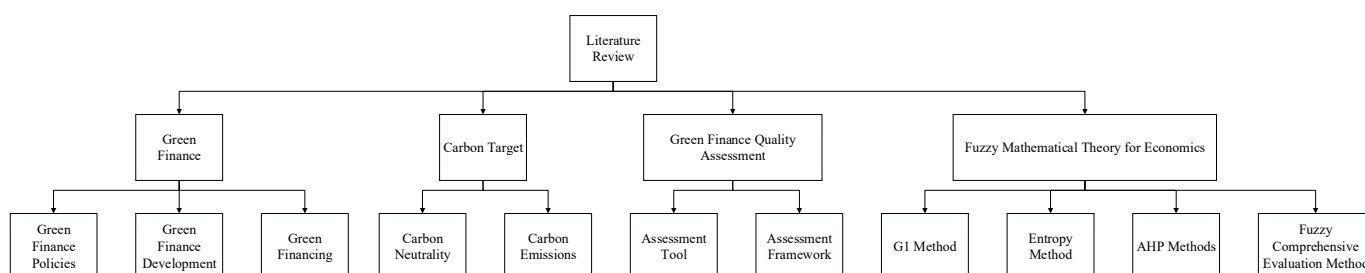 Literature
Review
Green
Finance
Carbon Target
Green Finance Quality
Assessment
Fuzzy Mathematical Theory for Economics
Green
Finance
Policies
Green
Finance
Development
Green
Financing
Carbon
Neutrality
Carbon
Emissions
Assessment
Tool
Assessment
Framework
G1 Method
Entropy
Method
AHP Methods
Fuzzy
Comprehensive
Evaluation Method